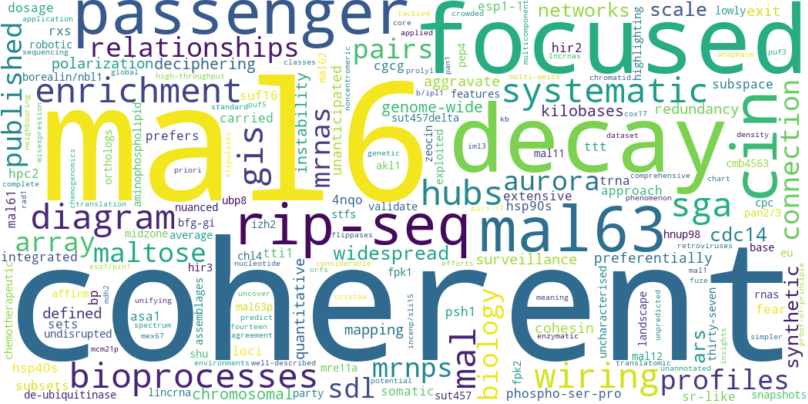 dosage
passenger
focused
esp1-1
networks
scale
lowly
exit
application
rxs
robotic
sequencing
relationships
published
polarization
deciphering
borealin/nbl1
global
high-throughput
pairs
cgcg
hir2
pep4
core
applied
tackled
crowded
multicomponent
lncrnas
highlighting
classes
prolyl
pan1
multi-omics
chromatid
anaphase
puf3
enrichment
mal62
aggravate
features
systematic
subspace
neighbouring
misexpression
mal6
suf16
standard
puf5
genome-wide
b/ipl1
noncentromeric
cox17
kb
kilobases
redundancy
sut457delta
zeocin
exploited
decay
cin
connection
orthologs
chemogenomics
aminophospholipid
prefers
carried
gis
mrnas
instability
unanticipated
stipulates
genetic
akl1
iml3
mal11
ttt
dataset
density
comprehensive
cmb4563
hpc2
complete
translation
rad1
priori
mal61
nuanced
ubp8
bfg-gi
4nqo
stfs
validate
hubs
aurora
trna
extensive
hsp90s
approach
phenomenon
cpc
chart
pan2/3
diagram
rip-seq
mal63
sga
hnup98
retroviruses
base
array
midzone
average
izh2
flippases
birl-17
cdc14
eu
integrated
maltose
tti1
chl4
nucleotide
widespread
surveillance
preferentially
mal1
fuse
rnas
ess1/pin1
hir3
orfs
considerable
efforts
fpk1
cristae
unifying
affirm
bp
mdh2
coherent
quantitative
uncover
predict
fourteen
agreement
mapping
psh1
biology
cohesin
meaning
enzymatic
uncharacterised
landscape
unpredicted
thirty-seven
ars
synthetic
fear
simpler
chemotherapeutic
defined
sets
undisrupted
asa1
spectrum
mex67
assemblages
mal63p
loci
incenp/sli15
mal
mal12
translatomic
unannotated
insights
hsp40s
subsets
mcm21p
shu
environments
well-described
mre11a
mrnps
fpk2
wiring
profiles
bioprocesses
sdl
de-ubiquitinase
lincrna
chromosomal
party
potential
somatic
sut457
phospho-ser-pro
sr-like
snapshots